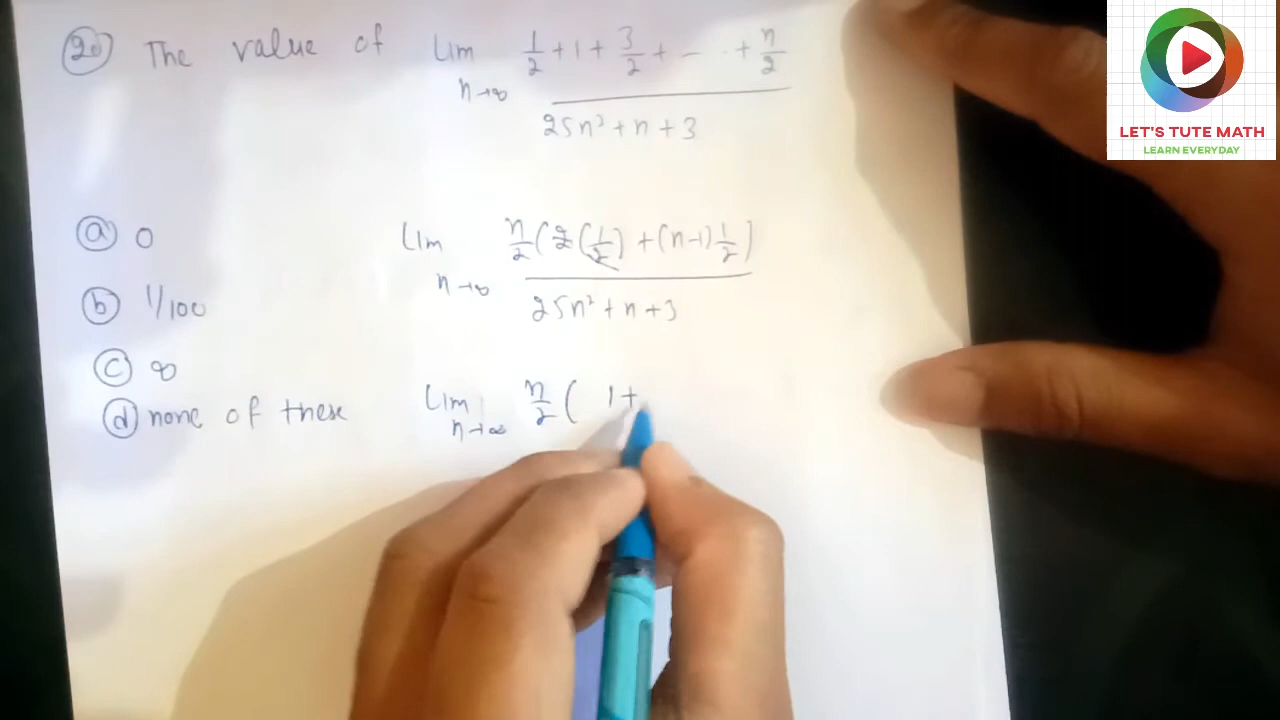 20 The value of Lim n→∞ 1/2 + 1 + 3/2 + - - + n/2
25n² + n + 3
a 0
Lim n→∞ n/2 (2(1/2) + (n-1) 1/2)
25n² + n + 3
b 1/100
c ∞
d none of these
Lim n→∞ n/2 ( 1+
LET'S TUTE MATH
LEARN EVERYDAY